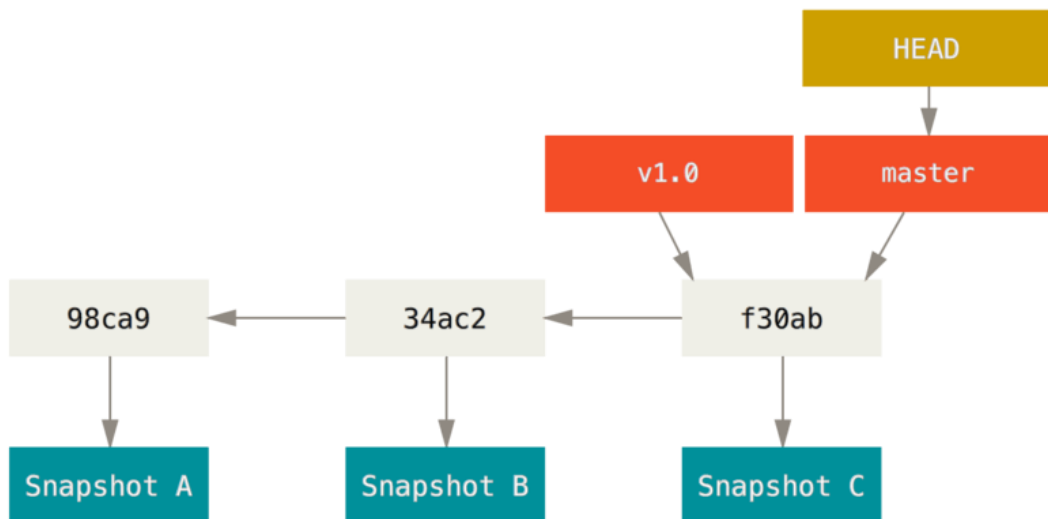 HEAD
v1.0
master
98ca9
34ac2
f30ab
Snapshot A
Snapshot B
Snapshot C